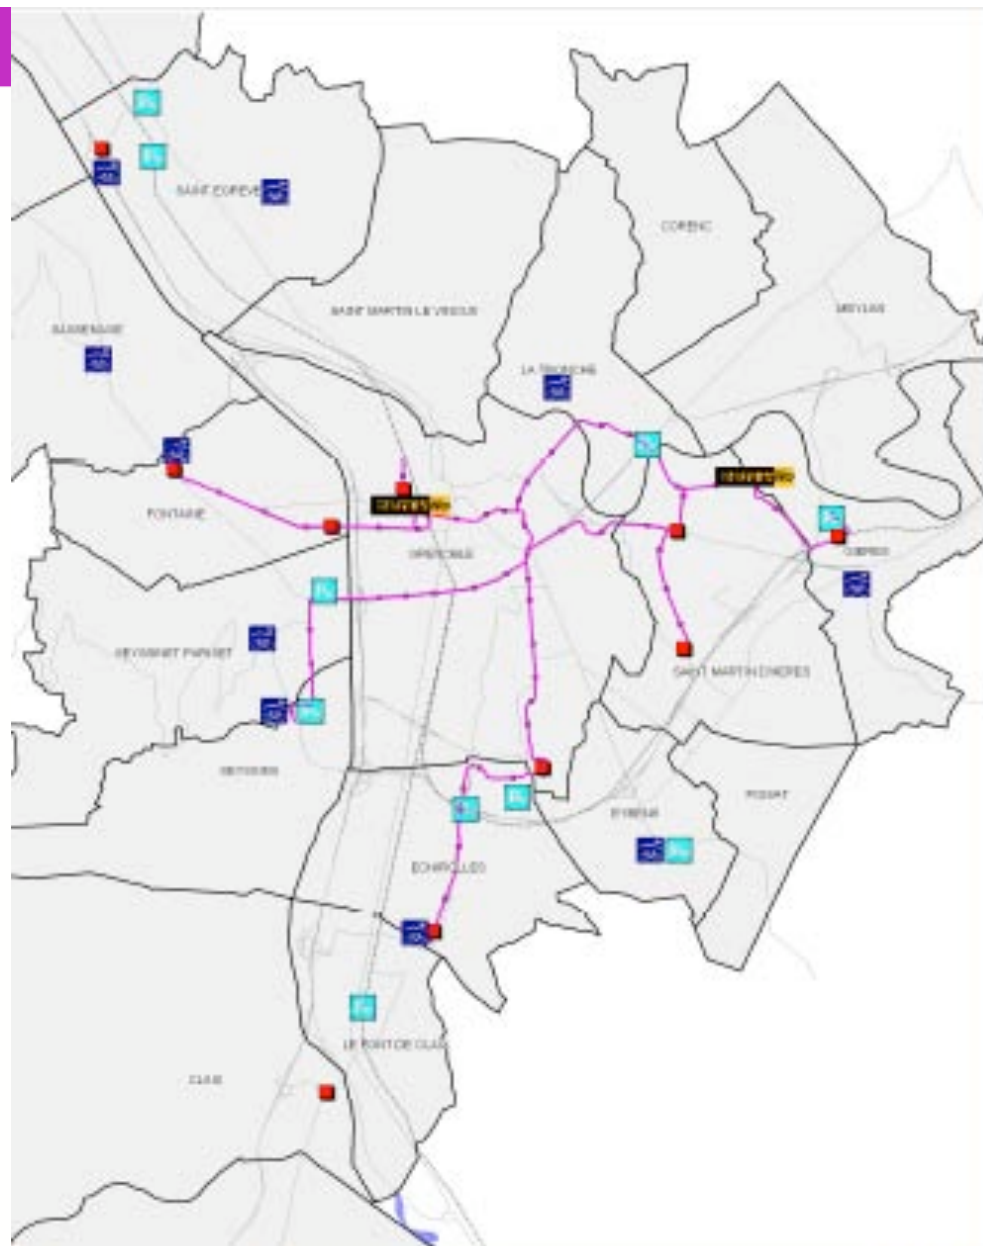 SAINT EGREVE
CORENC
SAINT MARTIN LE VINOUX
MEYLAN
SASSENAGE
LA TRONCHE
FONTAINE
GRENOBLE
GIERES
SEYSSINET PARISET
SAINT MARTIN D'HERES
SEYSSINS
POISAT
EYBENS
ECHIROLLES
LE PONT DE CLAIX
CLAIX